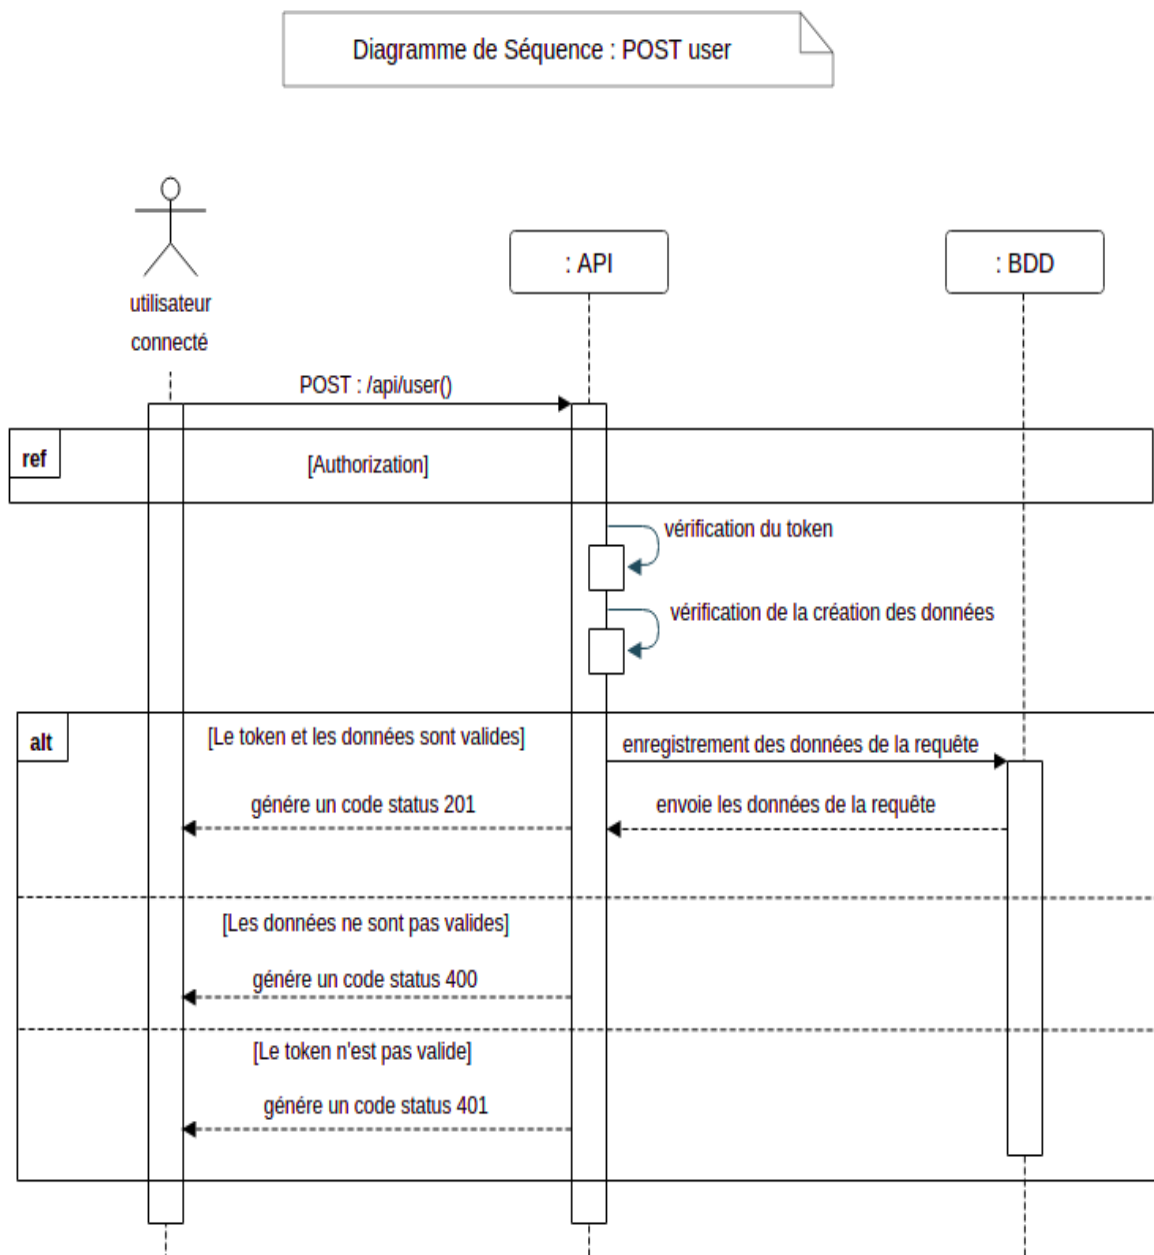 Diagramme de Séquence : POST user
utilisateur
connecté
: API
: BDD
POST : /api/user()
ref
[Authorization]
vérification du token
vérification de la création des données
alt
[Le token et les données sont valides]
enregistrement des données de la requête
génére un code status 201
envoie les données de la requête
[Les données ne sont pas valides]
génére un code status 400
[Le token n'est pas valide]
génére un code status 401